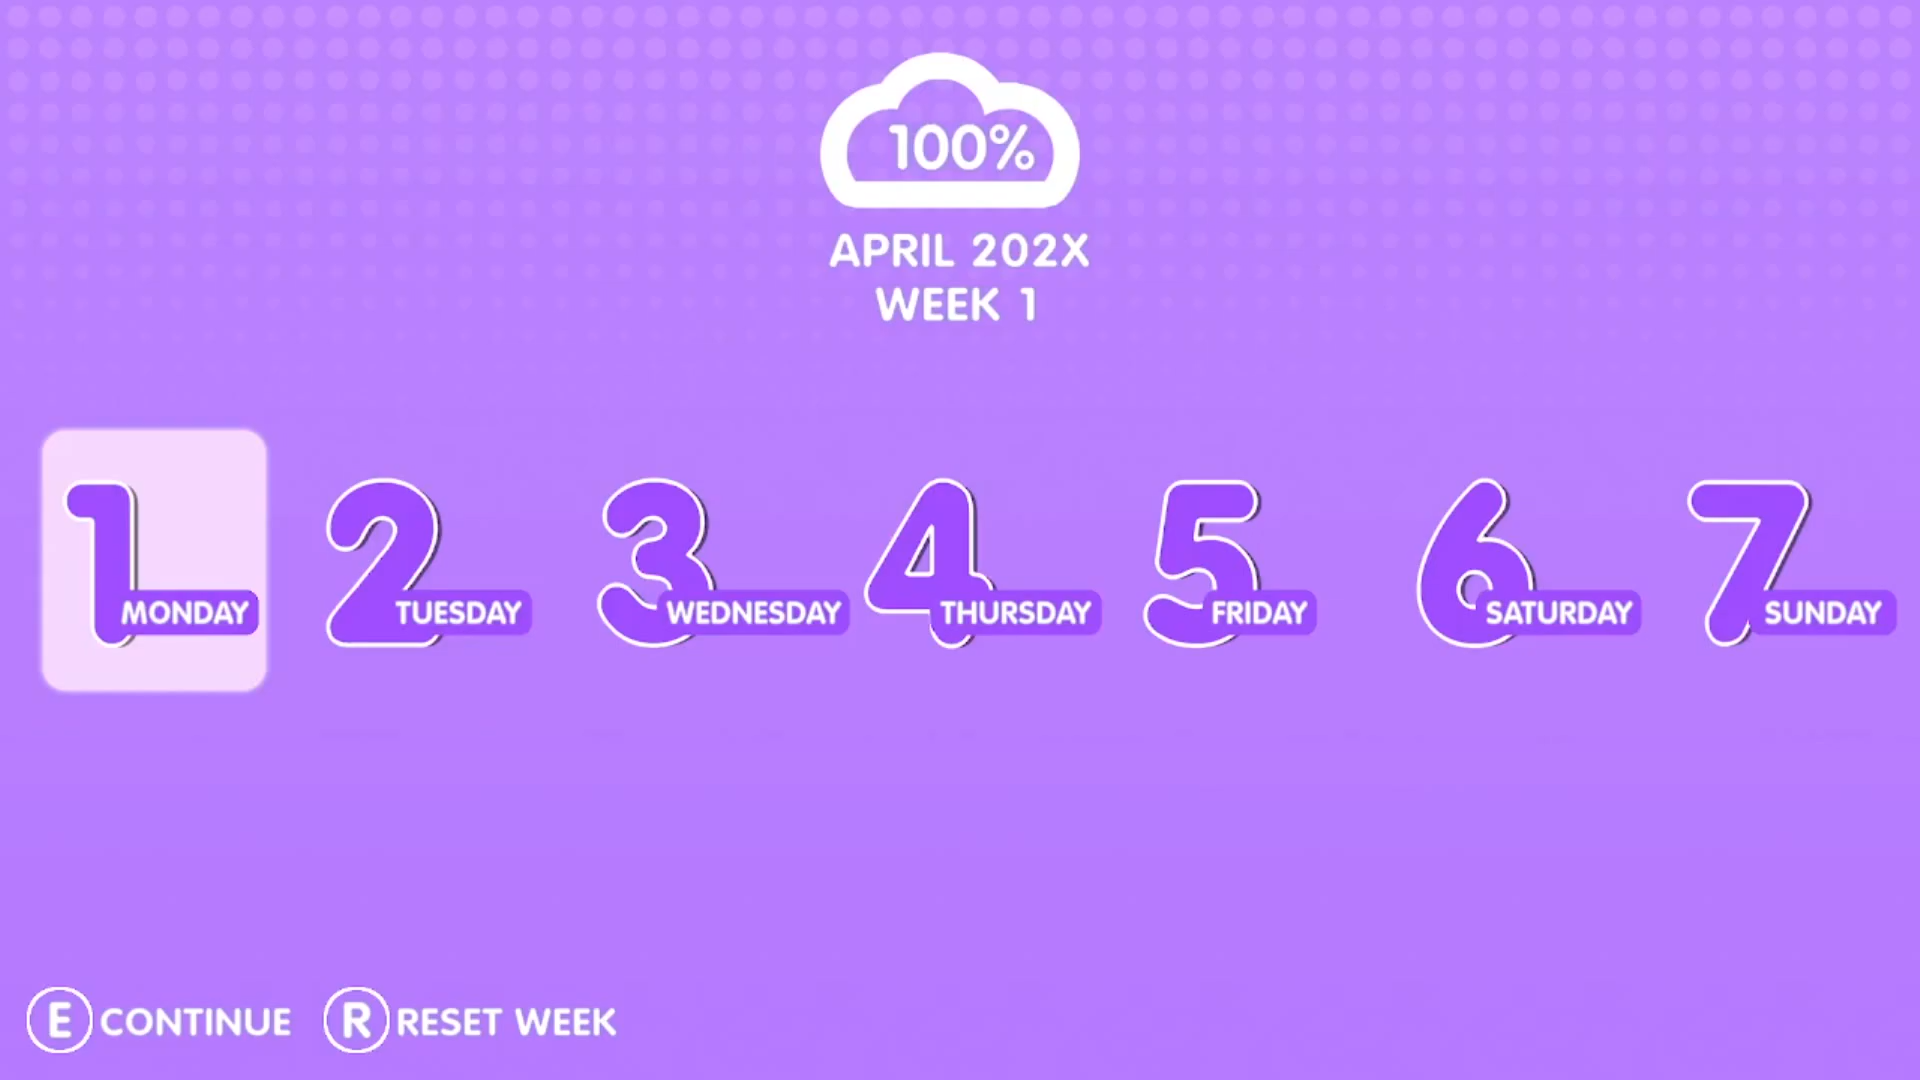 100%
APRIL 202X
WEEK 1
1 MONDAY
2 TUESDAY
3 WEDNESDAY
4 THURSDAY
5 FRIDAY
6 SATURDAY
7 SUNDAY
E CONTINUE R RESET WEEK